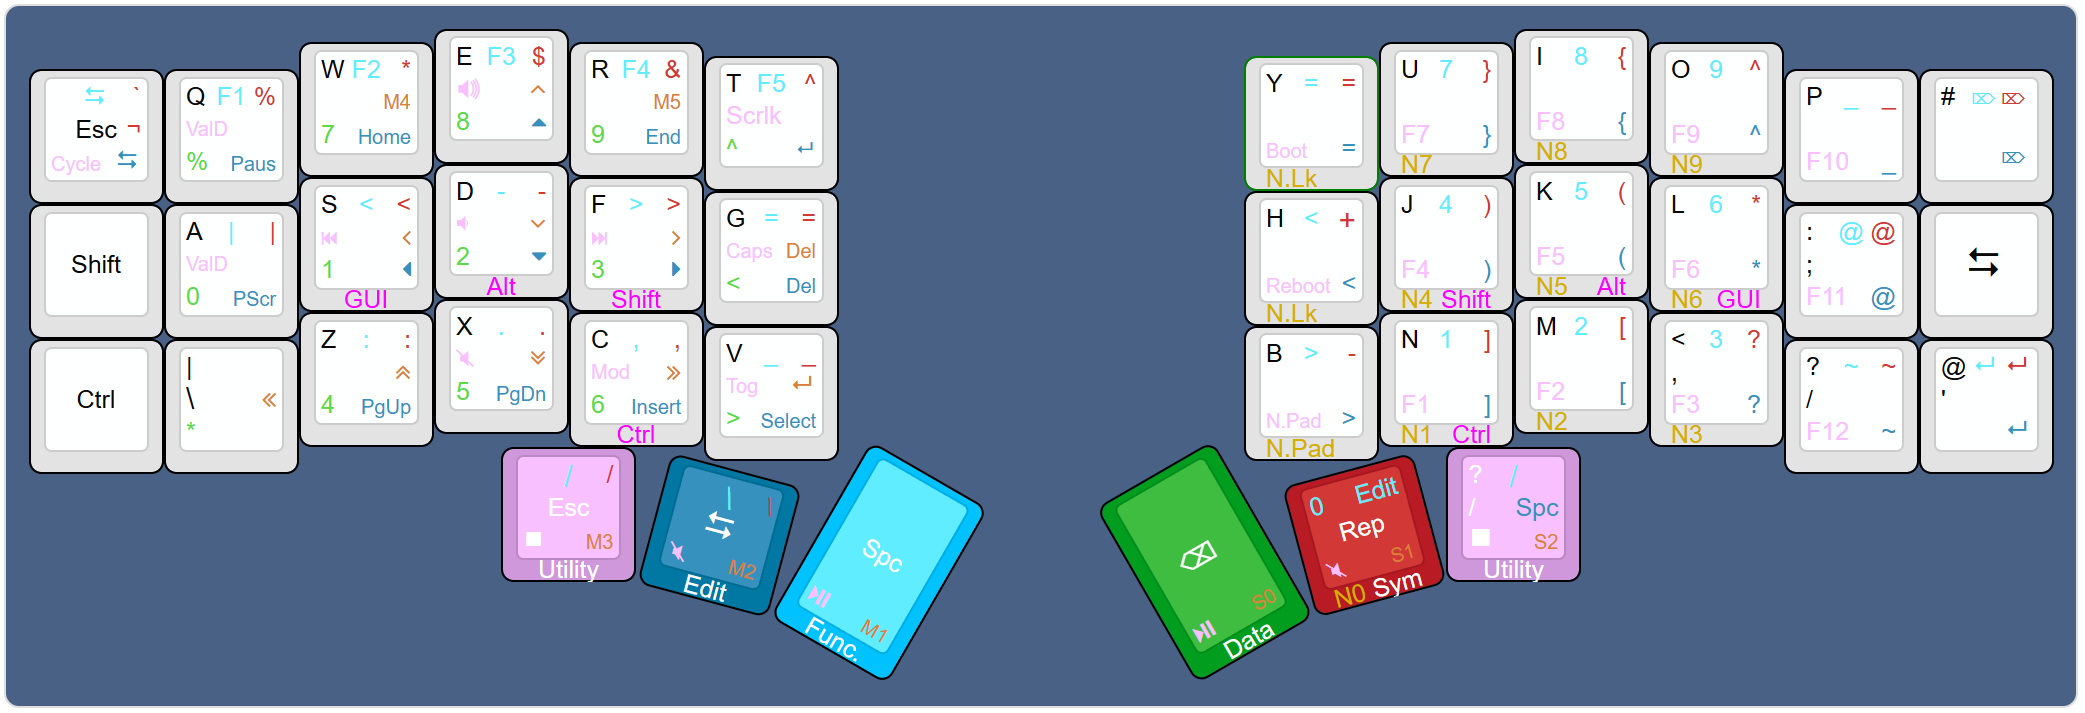 ⇆ `
Esc ¬
Cycle ⇆
Q F1 %
ValD
% Paus
W F2 *
M4
7 Home
E F3 $
8
R F4 &
M5
9 End
T F5 ^
Scrlk
^ ↵
Y = =
Boot =
N.Lk
U 7 }
F7 }
N7
I 8 {
F8 {
N8
O 9 ^
F9 ^
N9
P _ _
F10 _
# ⌦ ⌦
⌦
Shift
A | |
ValD
0 PScr
S < <
⏮ <
1 ◀
GUI
D - -
2 ▼
Alt
F > >
⏭ >
3 ▶
Shift
G = =
Caps Del
< Del
H < +
Reboot <
N.Lk
J 4 )
F4 )
N4 Shift
K 5 (
F5 (
N5 Alt
L 6 *
F6 *
N6 GUI
: @ @
;
F11 @
⇆
Ctrl
|
\ «
*
Z : :
4 PgUp
X . .
5 PgDn
C , ,
Mod »
6 Insert
Ctrl
V _ _
Tog ↵
> Select
B > -
N.Pad >
N.Pad
N 1 ]
F1 ]
N1 Ctrl
M 2 [
F2 [
N2
< 3 ?
,
F3 ?
N3
? ~ ~
/
F12 ~
@ ↵ ↵
'
↵
/ /
Esc
M3
Utility
| |
⇆
M2
Edit
Spc
M1
Func.
⌫
S0
Data
0 Edit
Rep
S1
N0 Sym
? /
/ Spc
S2
Utility